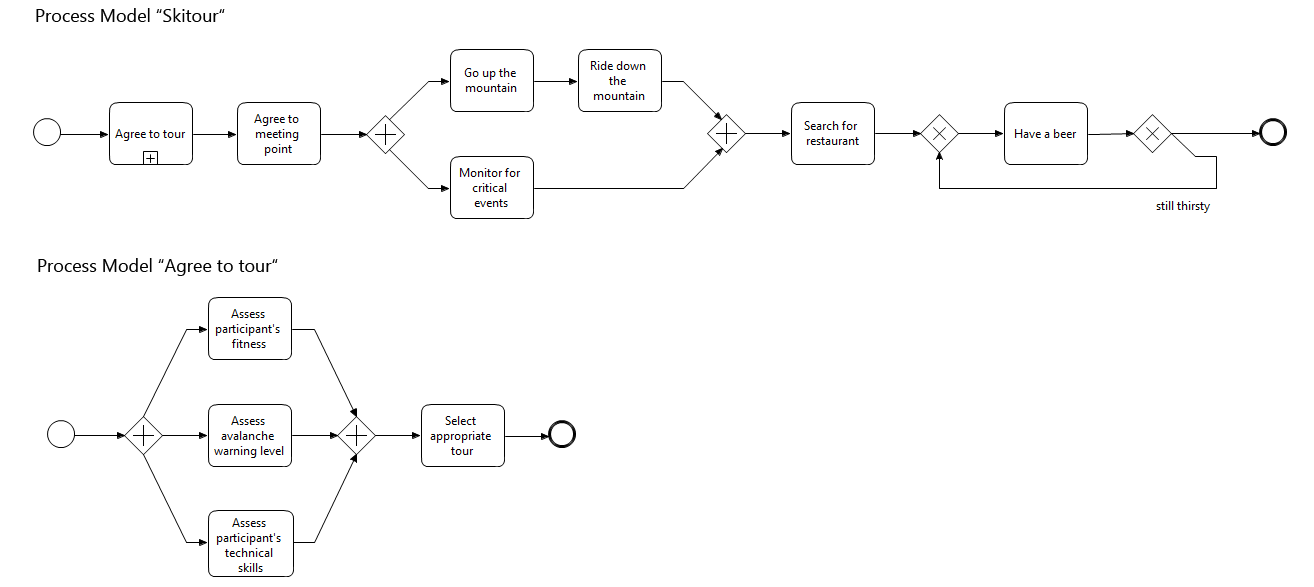 Process Model “Skitour“
Agree to tour
Agree to
meeting
point
Go up the
mountain
Ride down
the
mountain
Monitor for
critical
events
Search for
restaurant
Have a beer
still thirsty
Process Model “Agree to tour“
Assess
participant's
fitness
Assess
avalanche
warning level
Assess
participant's
technical
skills
Select
appropriate
tour